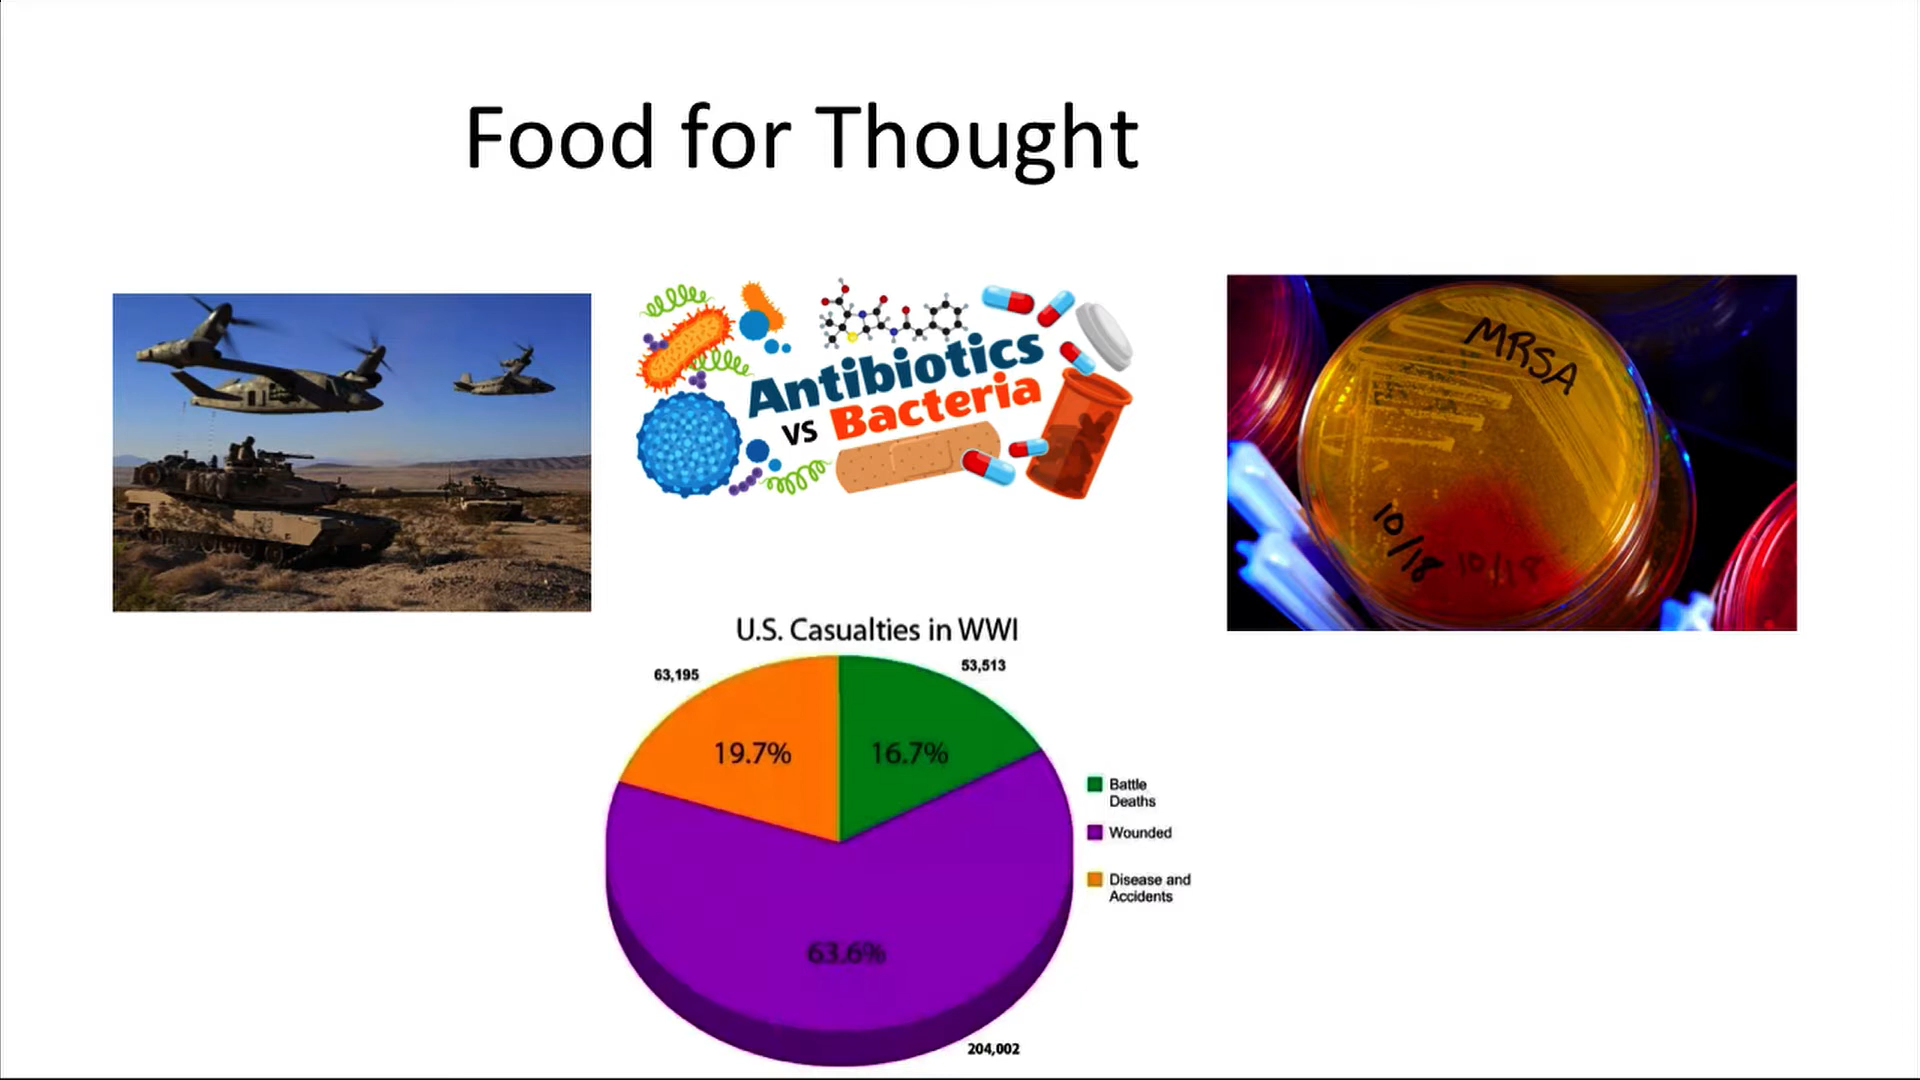 Food for Thought
Antibiotics
vs Bacteria
MRSA
10/18
10/18
U.S. Casualties in WWI
63,195
53,513
19.7%
16.7%
Battle
Deaths
Wounded
Disease and
Accidents
63.6%
204,002